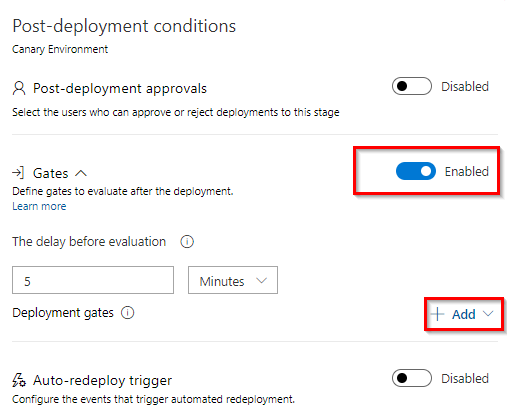 Post-deployment conditions
Canary Environment
Post-deployment approvals
Disabled
Select the users who can approve or reject deployments to this stage
Gates
Enabled
Define gates to evaluate after the deployment.
Learn more
The delay before evaluation
5
Minutes
Deployment gates
Add
Auto-redeploy trigger
Disabled
Configure the events that trigger automated redeployment.